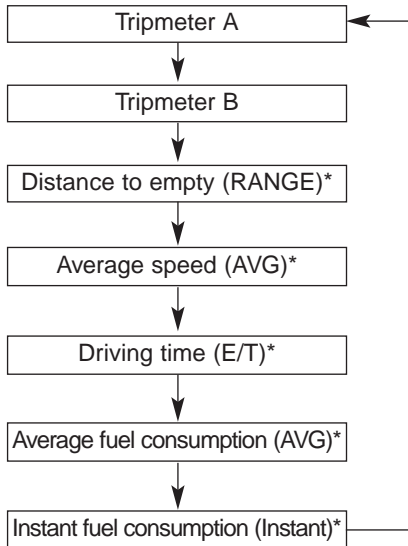 Tripmeter A
Tripmeter B
Distance to empty (RANGE)*
Average speed (AVG)*
Driving time (E/T)*
Average fuel consumption (AVG)*
Instant fuel consumption (Instant)*